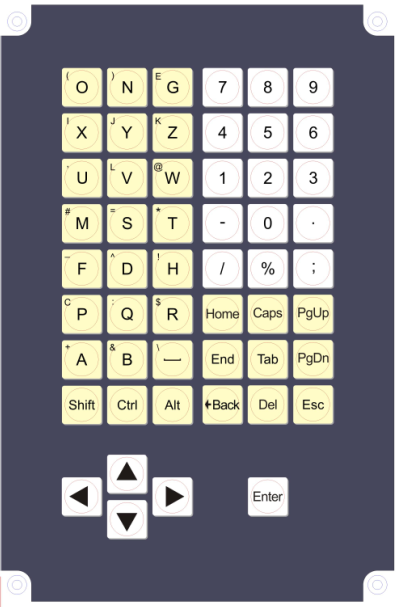 ( O ) N E G 7 8 9
I X J Y K Z 4 5 6
, U L V @ W 1 2 3
# M = S * T - 0 .
_ F ^ D ! H / % ;
C P : Q $ R Home Caps PgUp
+ A & B \ End Tab PgDn
Shift Ctrl Alt Back Del Esc
Enter